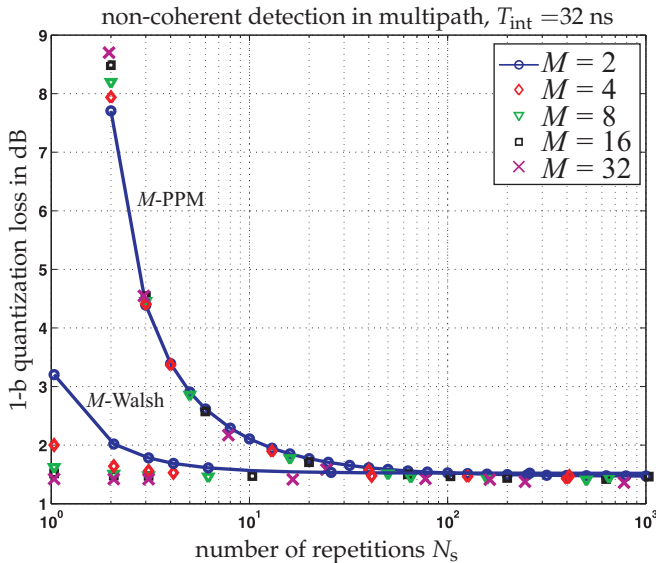 non-coherent detection in multipath, T_int = 32 ns
1-b quantization loss in dB
9
8
7
6
5
4
3
2
1
M = 2
M = 4
M = 8
M = 16
M = 32
M-PPM
M-Walsh
10^0
10^1
10^2
10^3
number of repetitions N_s